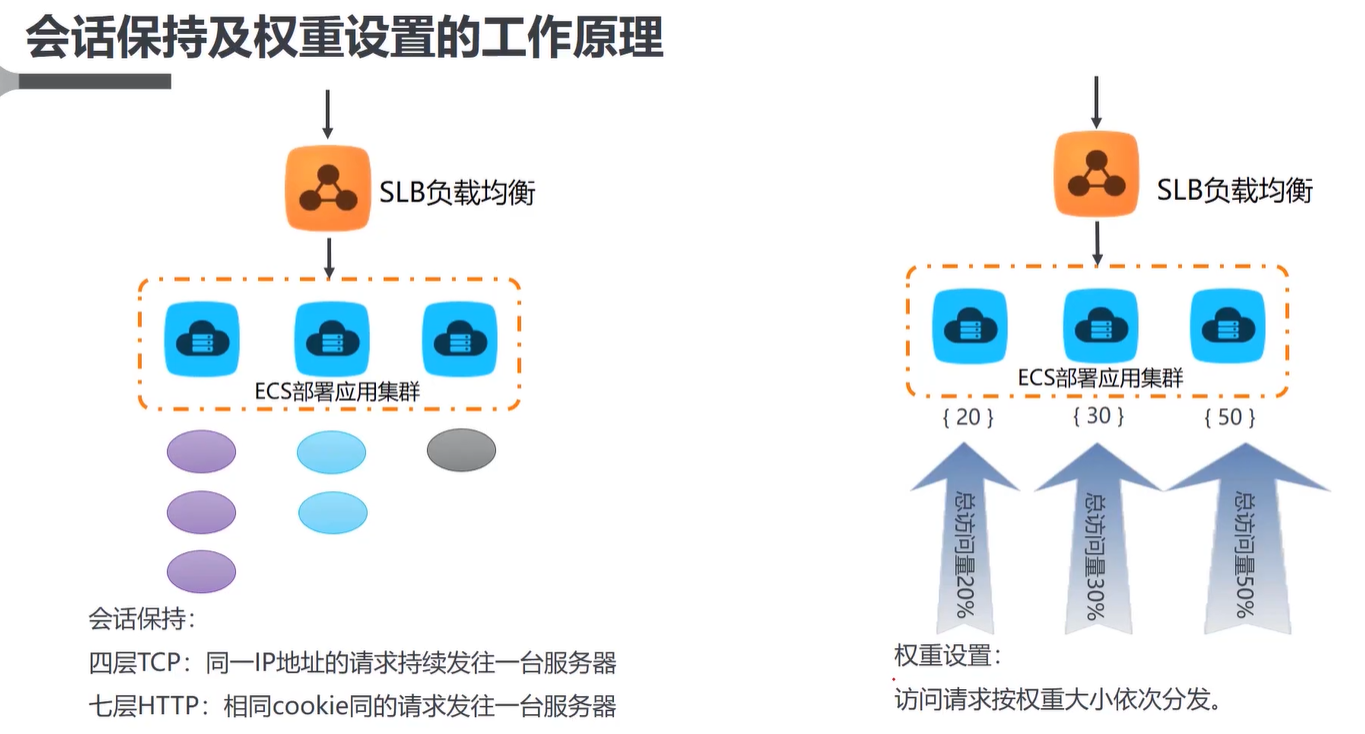 会话保持及权重设置的工作原理
SLB负载均衡
ECS部署应用集群
会话保持：
四层TCP：同一IP地址的请求持续发往一台服务器
七层HTTP：相同cookie同的请求发往一台服务器
SLB负载均衡
ECS部署应用集群
{ 20 }
{ 30 }
{ 50 }
总访问量20%
总访问量30%
总访问量50%
权重设置：
访问请求按权重大小依次分发。